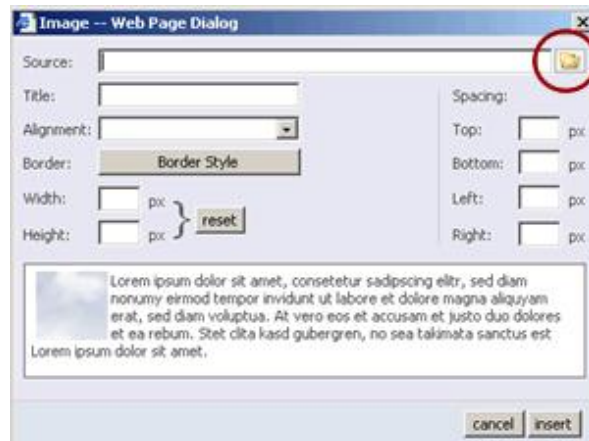 Image -- Web Page Dialog
Source:
Title:
Alignment:
Border: Border Style
Width: px
Height: px
reset
Spacing:
Top: px
Bottom: px
Left: px
Right: px
Lorem ipsum dolor sit amet, consetetur sadipscing elitr, sed diam
nonumy eirmod tempor invidunt ut labore et dolore magna aliquyam
erat, sed diam voluptua. At vero eos et accusam et justo duo dolores
et ea rebum. Stet clita kasd gubergren, no sea takimata sanctus est
Lorem ipsum dolor sit amet.
cancel insert